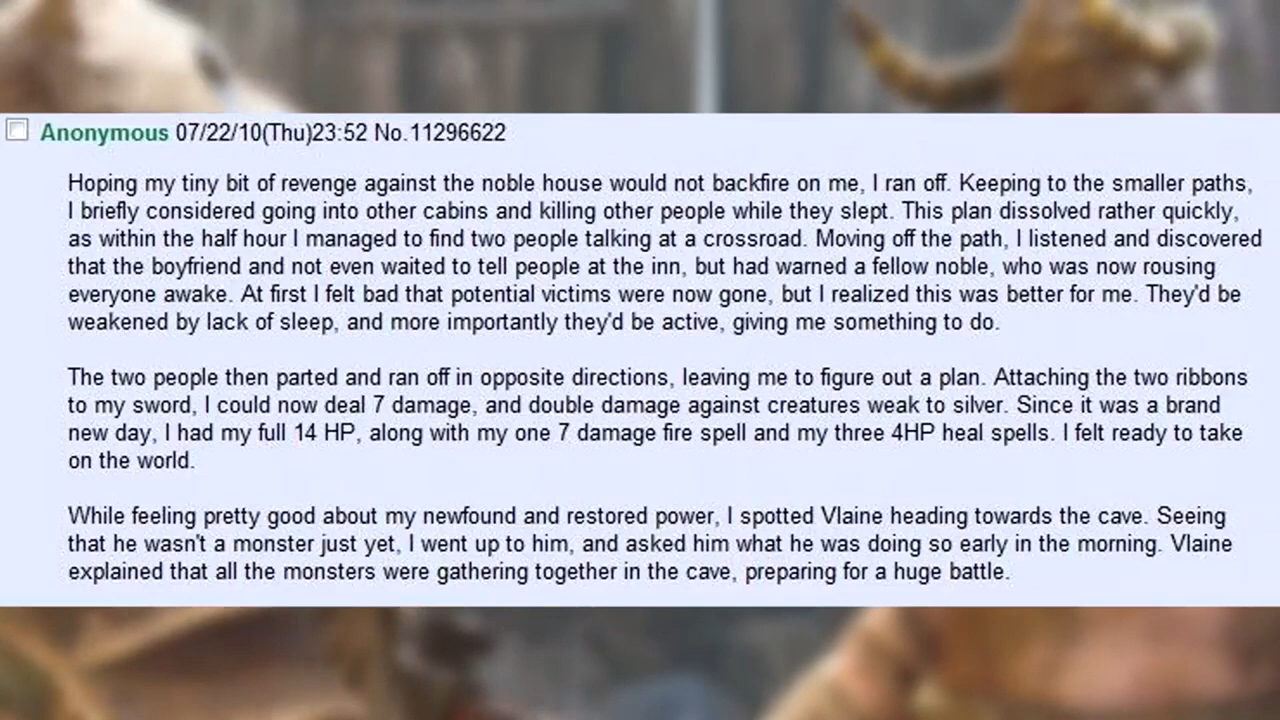 Anonymous 07/22/10(Thu)23:52 No.11296622
Hoping my tiny bit of revenge against the noble house would not backfire on me, I ran off. Keeping to the smaller paths,
I briefly considered going into other cabins and killing other people while they slept. This plan dissolved rather quickly,
as within the half hour I managed to find two people talking at a crossroad. Moving off the path, I listened and discovered
that the boyfriend and not even waited to tell people at the inn, but had warned a fellow noble, who was now rousing
everyone awake. At first I felt bad that potential victims were now gone, but I realized this was better for me. They'd be
weakened by lack of sleep, and more importantly they'd be active, giving me something to do.
The two people then parted and ran off in opposite directions, leaving me to figure out a plan. Attaching the two ribbons
to my sword, I could now deal 7 damage, and double damage against creatures weak to silver. Since it was a brand
new day, I had my full 14 HP, along with my one 7 damage fire spell and my three 4HP heal spells. I felt ready to take
on the world.
While feeling pretty good about my newfound and restored power, I spotted Vlaine heading towards the cave. Seeing
that he wasn't a monster just yet, I went up to him, and asked him what he was doing so early in the morning. Vlaine
explained that all the monsters were gathering together in the cave, preparing for a huge battle.